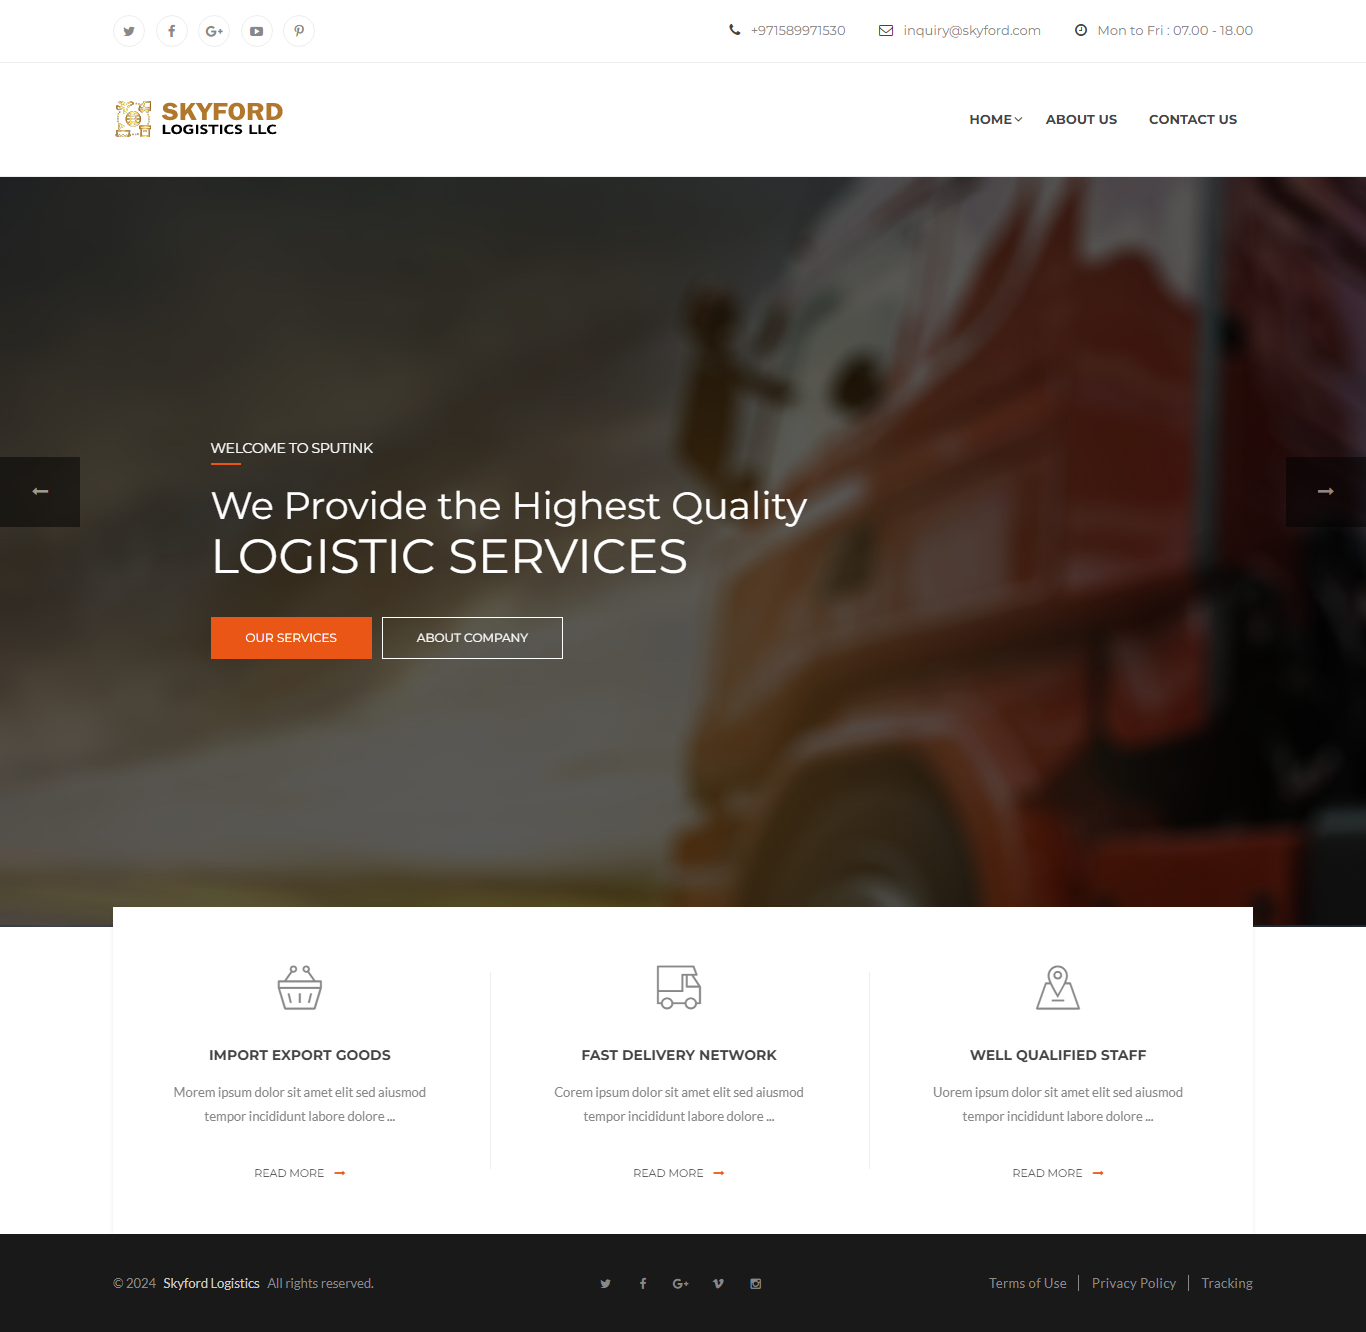 +971589971530 inquiry@skyford.com Mon to Fri : 07.00 - 18.00
SKYFORD
LOGISTICS LLC
HOME ABOUT US CONTACT US
WELCOME TO SPUTINK
We Provide the Highest Quality
LOGISTIC SERVICES
OUR SERVICES ABOUT COMPANY
IMPORT EXPORT GOODS
Morem ipsum dolor sit amet elit sed aiusmod
tempor incididunt labore dolore ...
READ MORE
FAST DELIVERY NETWORK
Corem ipsum dolor sit amet elit sed aiusmod
tempor incididunt labore dolore ...
READ MORE
WELL QUALIFIED STAFF
Uorem ipsum dolor sit amet elit sed aiusmod
tempor incididunt labore dolore ...
READ MORE
© 2024 Skyford Logistics All rights reserved.
Terms of Use Privacy Policy Tracking